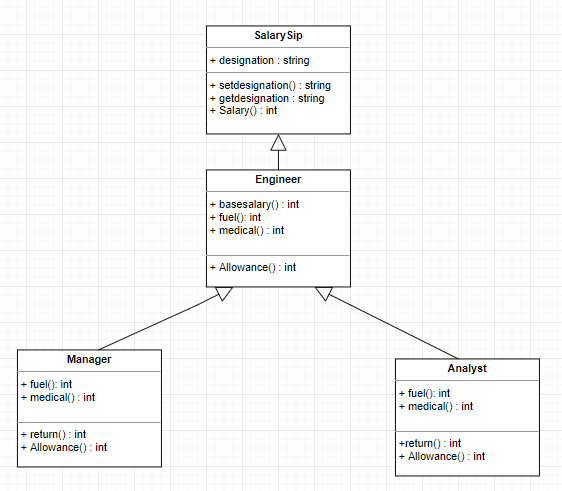 SalarySip
+ designation : string
+ setdesignation() : string
+ getdesignation : string
+ Salary() : int
Engineer
+ basesalary() : int
+ fuel(): int
+ medical() : int
+ Allowance() : int
Manager
+ fuel(): int
+ medical() : int
+ return() : int
+ Allowance() : int
Analyst
+ fuel(): int
+ medical() : int
+return() : int
+ Allowance() : int